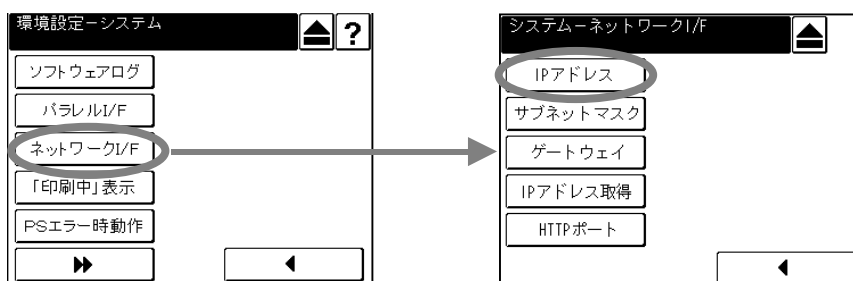 環境設定-システム
?
ソフトウェアログ
パラレルI/F
ネットワークI/F
「印刷中」表示
PSエラー時動作
システム-ネットワークI/F
IPアドレス
サブネットマスク
ゲートウェイ
IPアドレス取得
HTTPポート